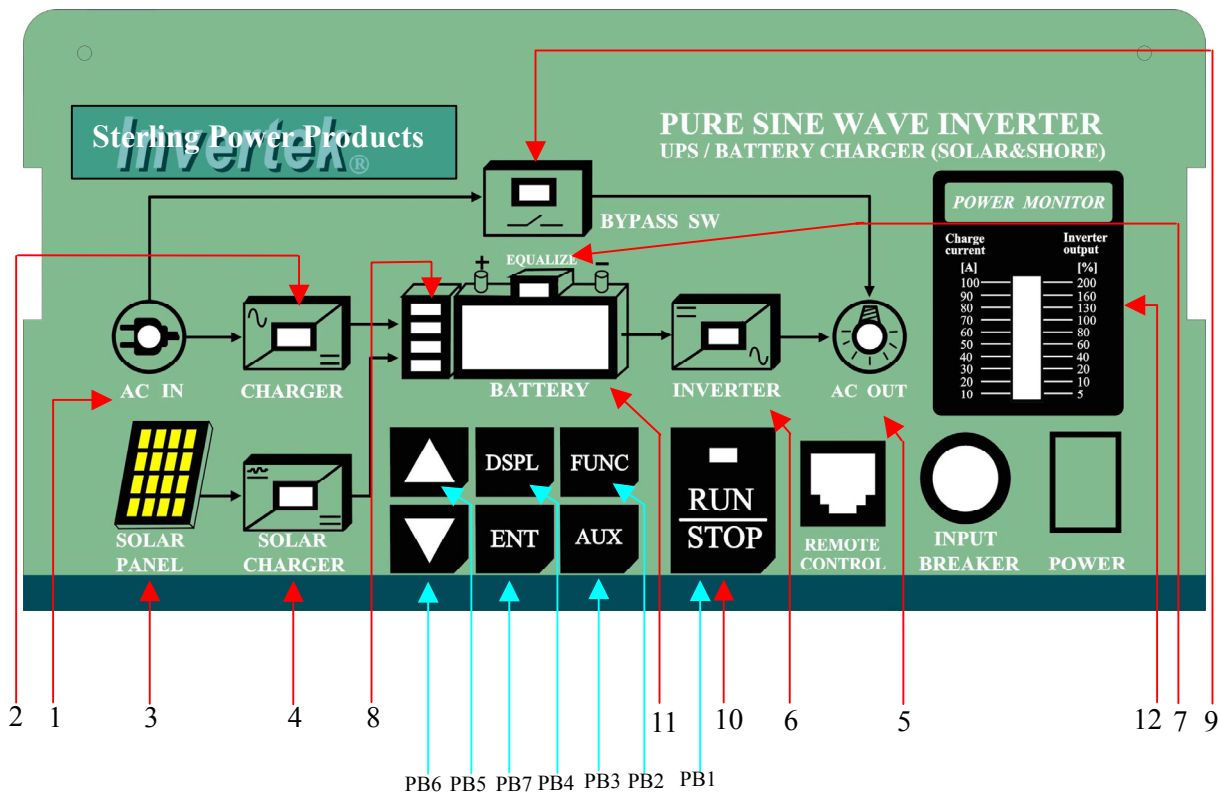 Sterling Power Products
Invertek®
PURE SINE WAVE INVERTER
UPS / BATTERY CHARGER (SOLAR&SHORE)
POWER MONITOR
BYPASS SW
Charge current
Inverter output
[A]
[%]
100 200
90 160
80 130
70 100
60 80
50 60
40 40
30 20
20 10
10 5
+
EQUALIZE
–
AC IN
CHARGER
BATTERY
INVERTER
AC OUT
SOLAR PANEL
SOLAR CHARGER
DSPL
FUNC
ENT
AUX
RUN
STOP
REMOTE CONTROL
INPUT BREAKER
POWER
2
1
3
4
8
11
10
6
5
12
7
9
PB6
PB5
PB7
PB4
PB3
PB2
PB1